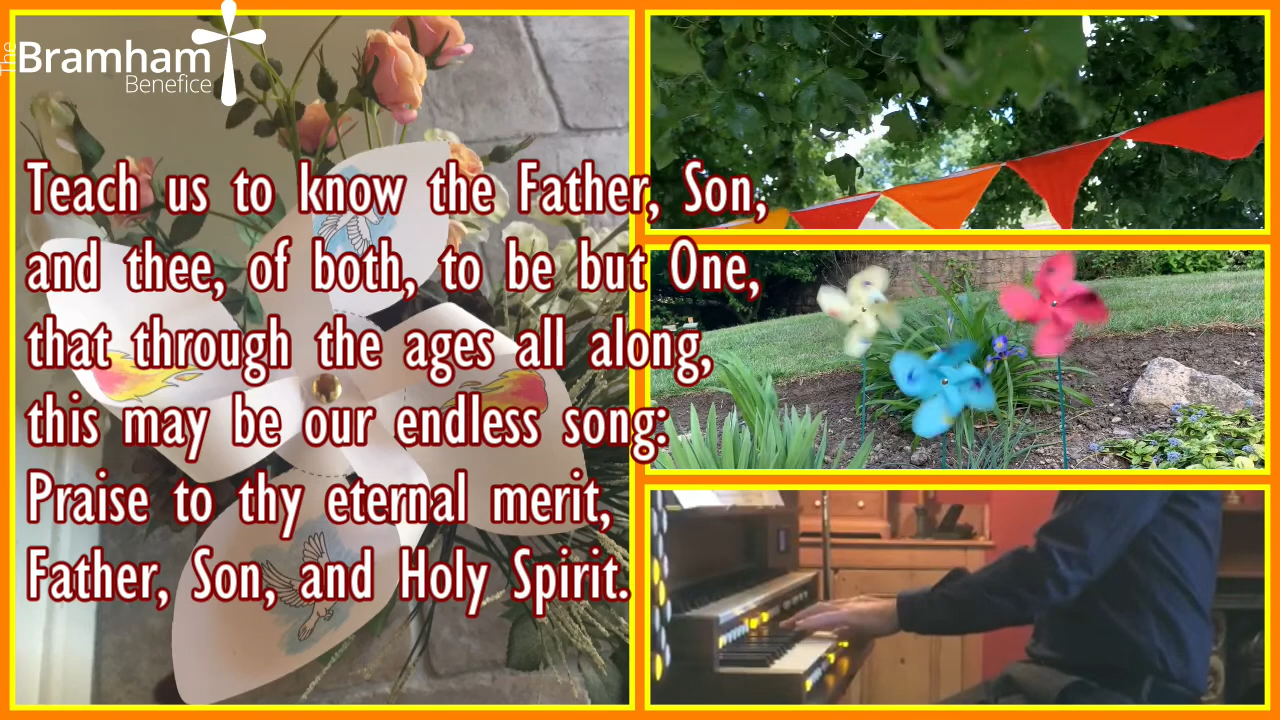 The
Bramham
Benefice
Teach us to know the Father, Son,
and thee, of both, to be but One,
that through the ages all along,
this may be our endless song:
Praise to thy eternal merit,
Father, Son, and Holy Spirit.